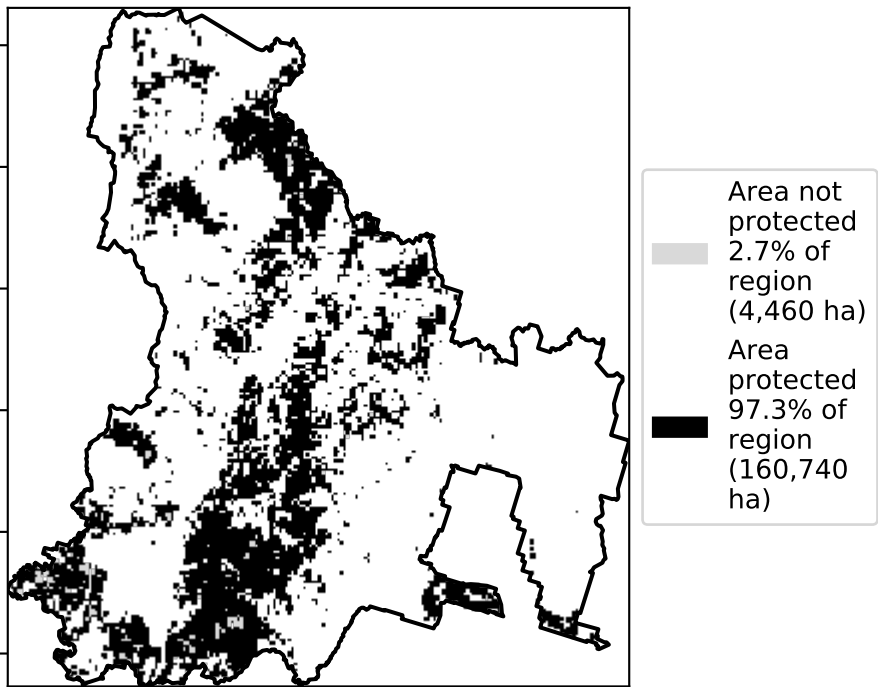 Area not
protected
2.7% of
region
(4,460 ha)
Area
protected
97.3% of
region
(160,740
ha)